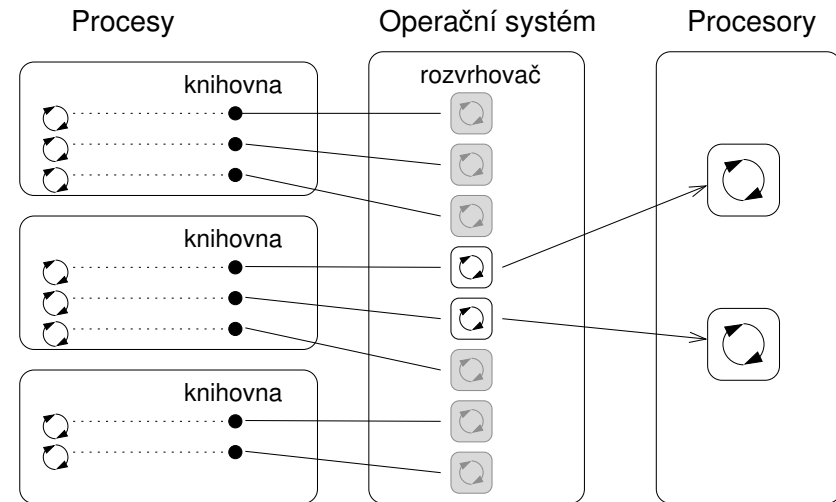 Procesy
Operační systém
Procesory
knihovna
rozvrhovač
knihovna
knihovna